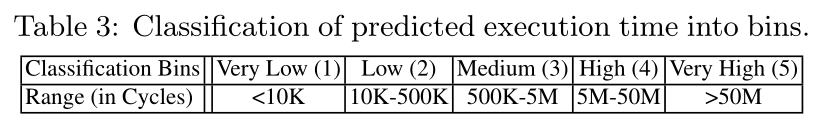 Table 3: Classification of predicted execution time into bins.
Classification Bins Very Low (1) Low (2) Medium (3) High (4) Very High (5)
Range (in Cycles) <10K 10K-500K 500K-5M 5M-50M >50M